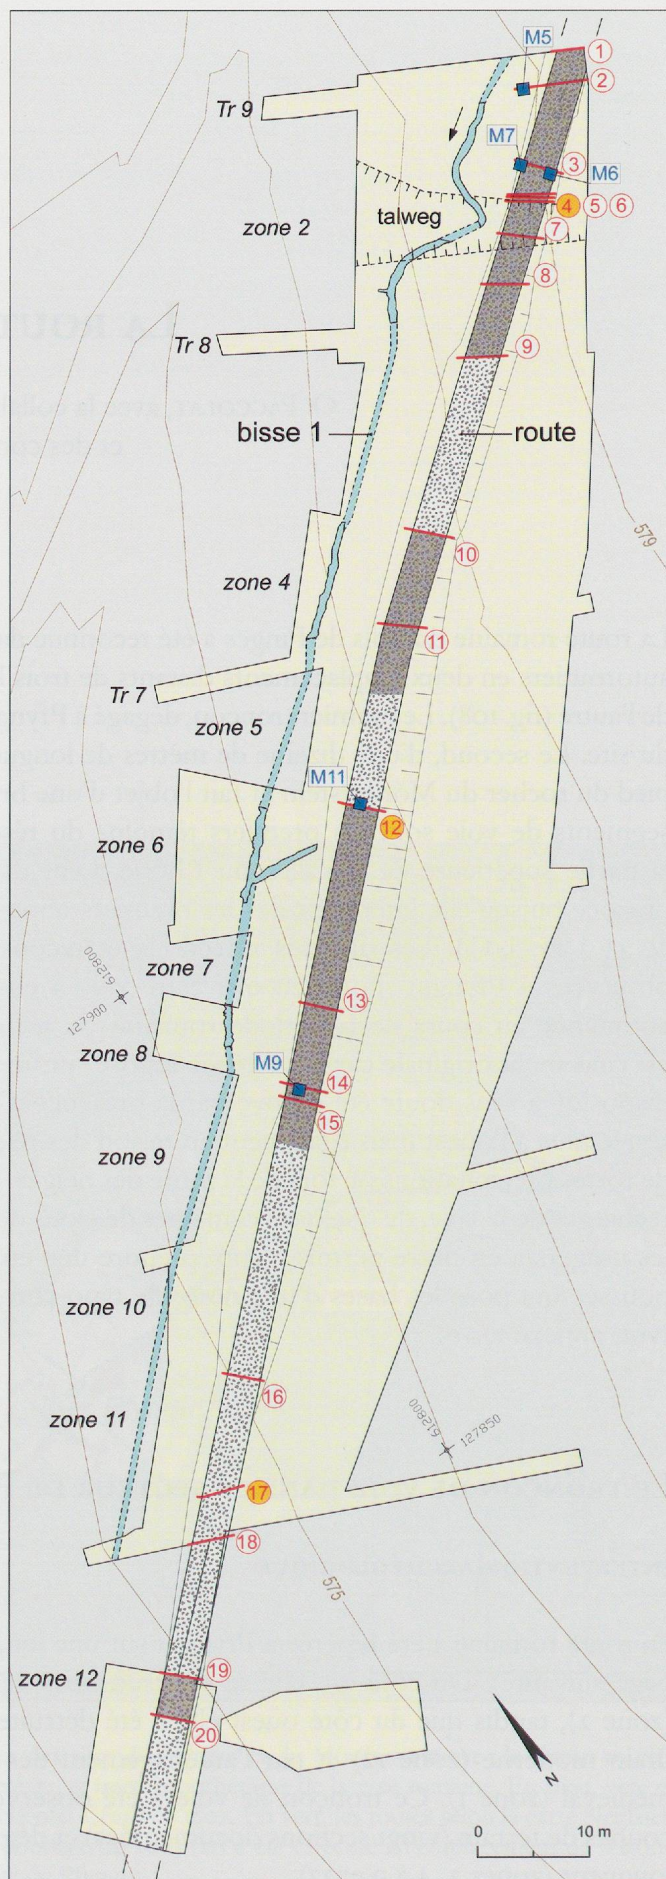 M5
1
2
Tr 9
M7
3
M6
4 5 6
talweg
zone 2
7
8
Tr 8
9
bisse 1
route
579
10
zone 4
11
Tr 7
zone 5
M11
12
zone 6
612800
127900
zone 7
13
zone 8
M9
14
15
zone 9
zone 10
16
612800
127850
zone 11
17
18
575
zone 12
19
20
N
0 10 m